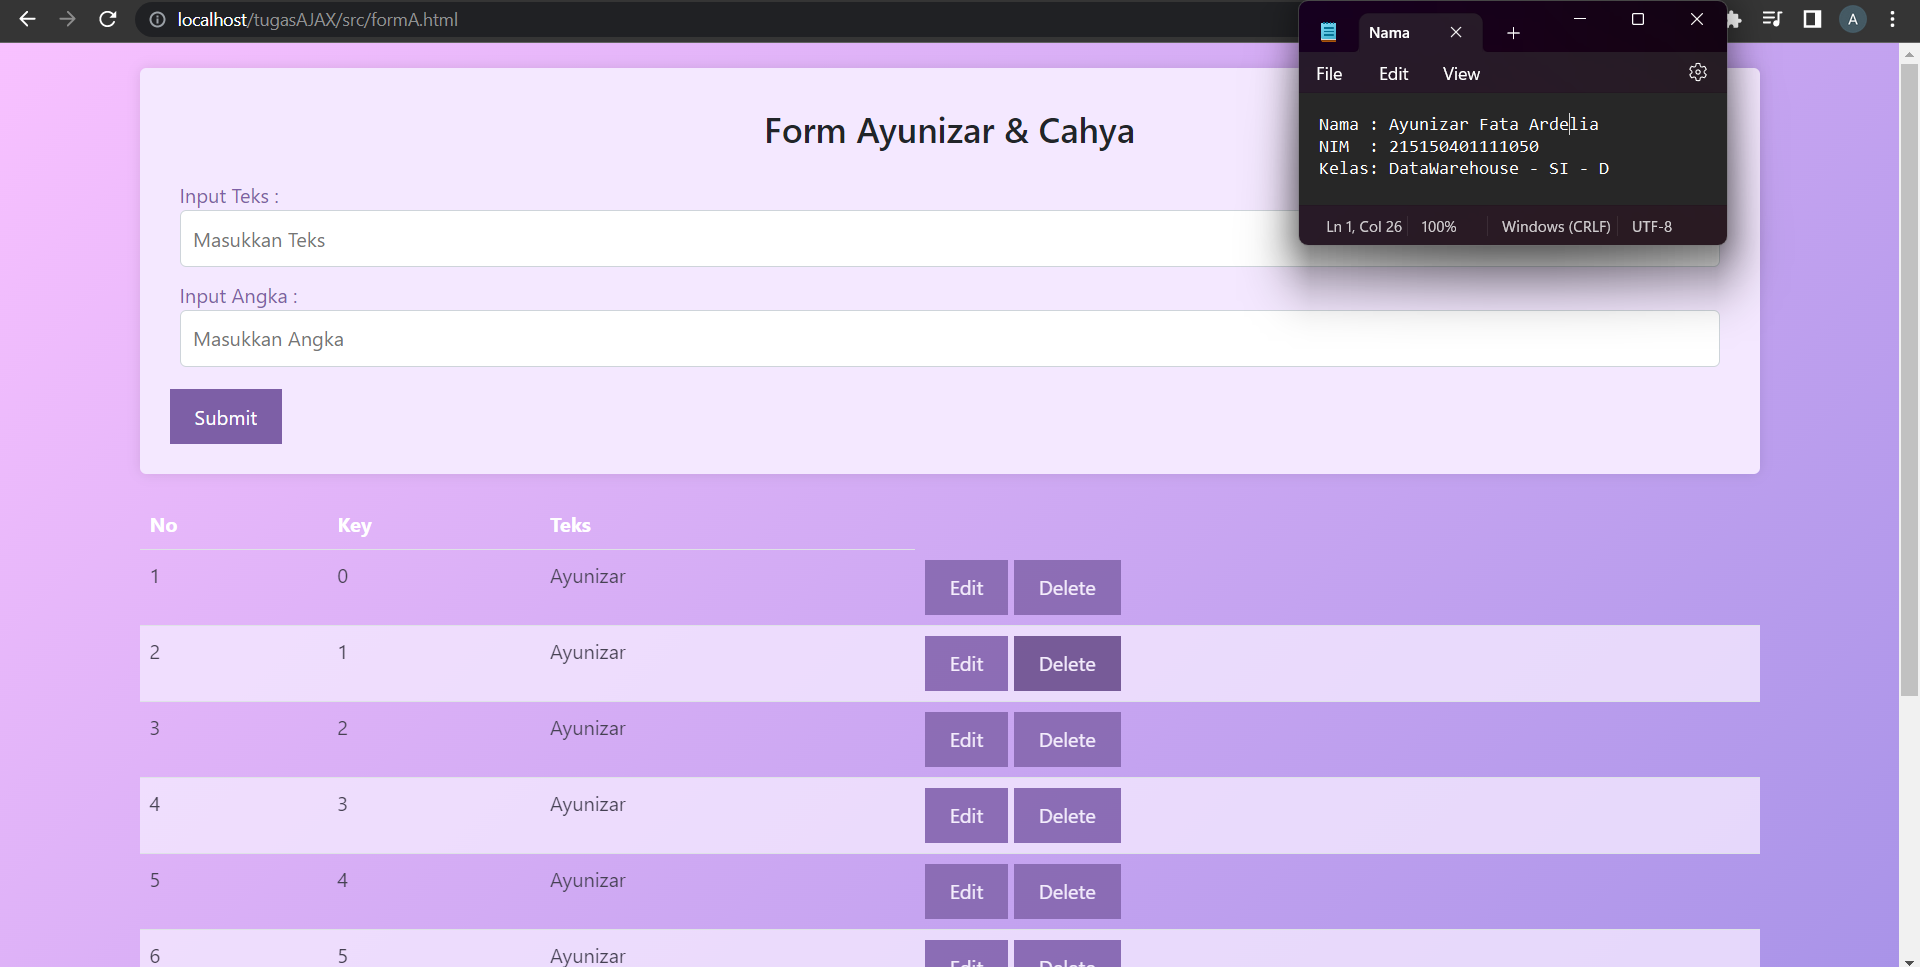 localhost/tugasAJAX/src/formA.html
A
Nama
File Edit View
Nama : Ayunizar Fata Ardelia
NIM  : 215150401111050
Kelas: DataWarehouse - SI - D
Ln 1, Col 26 100% Windows (CRLF) UTF-8
Form Ayunizar & Cahya
Input Teks :
Masukkan Teks
Input Angka :
Masukkan Angka
Submit
No Key Teks
1 0 Ayunizar Edit Delete
2 1 Ayunizar Edit Delete
3 2 Ayunizar Edit Delete
4 3 Ayunizar Edit Delete
5 4 Ayunizar Edit Delete
6 5 Ayunizar Edit Delete